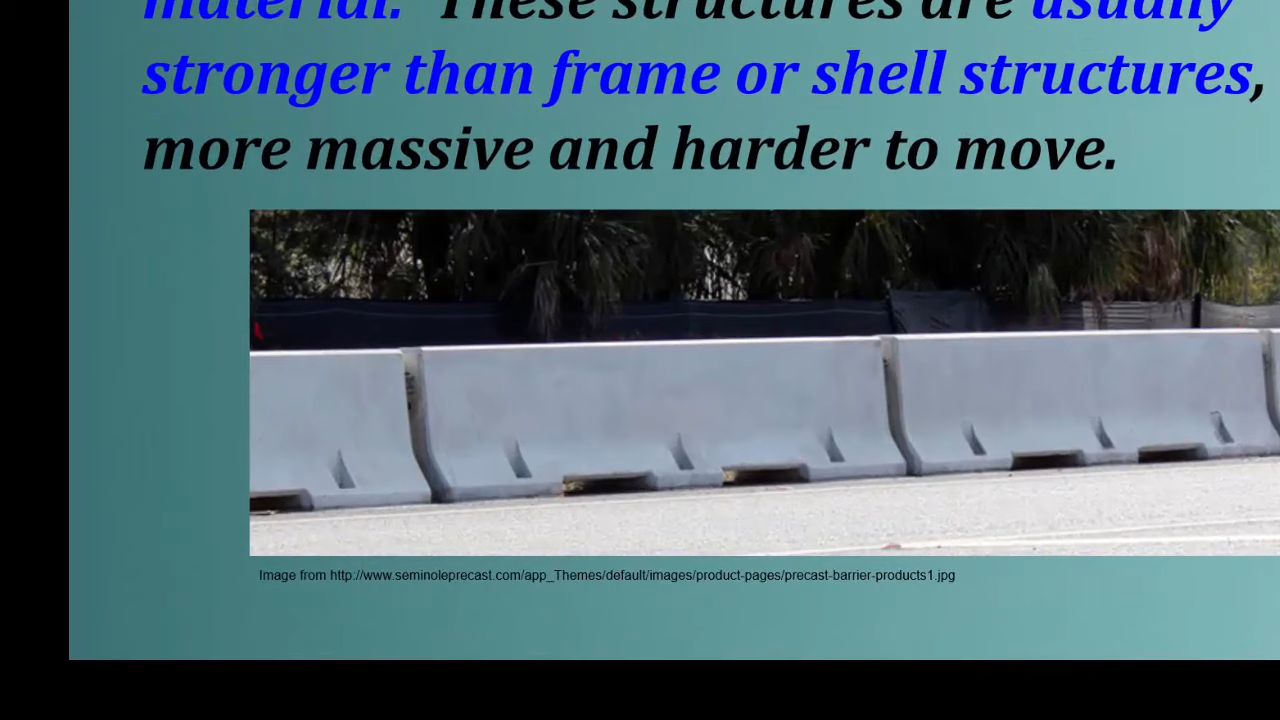 material. These structures are usually
stronger than frame or shell structures,
more massive and harder to move.
Image from http://www.seminoleprecast.com/app_Themes/default/images/product-pages/precast-barrier-products1.jpg